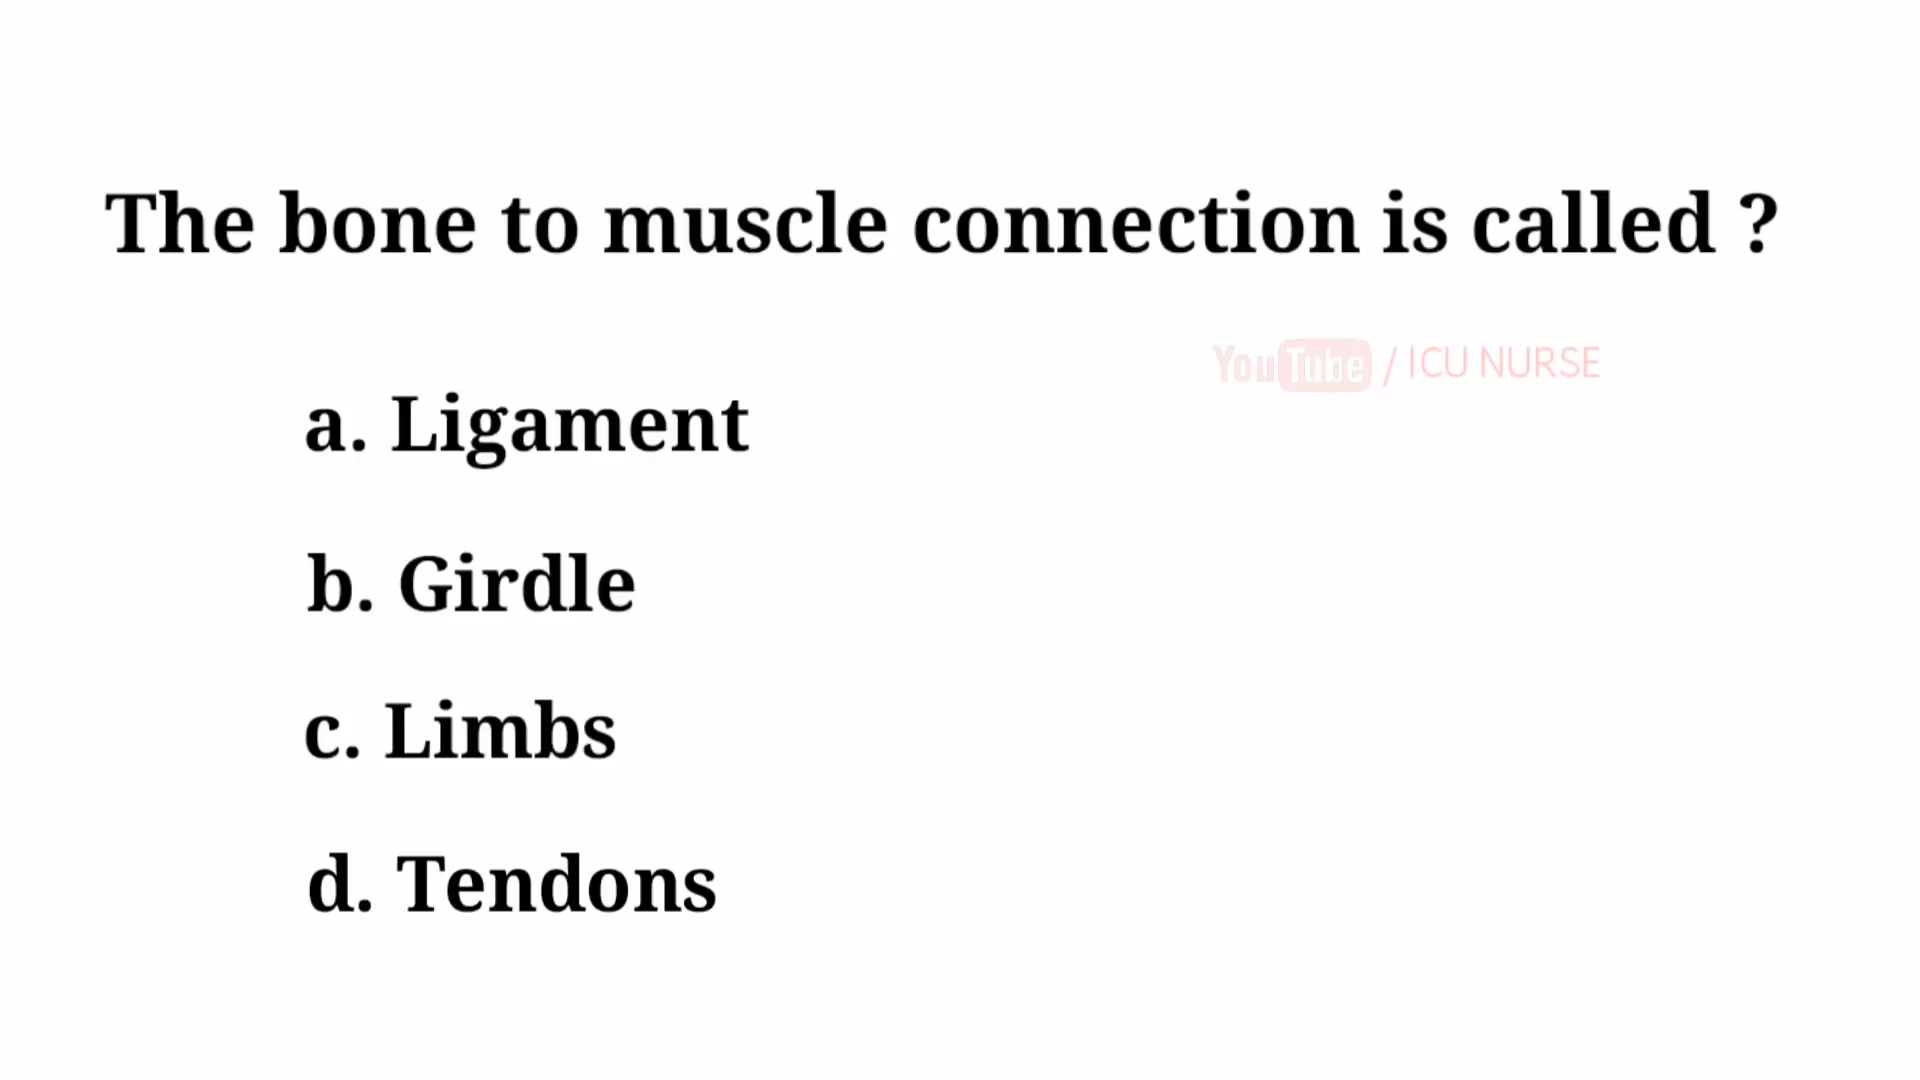 The bone to muscle connection is called ?
YouTube / ICU NURSE
a. Ligament
b. Girdle
c. Limbs
d. Tendons